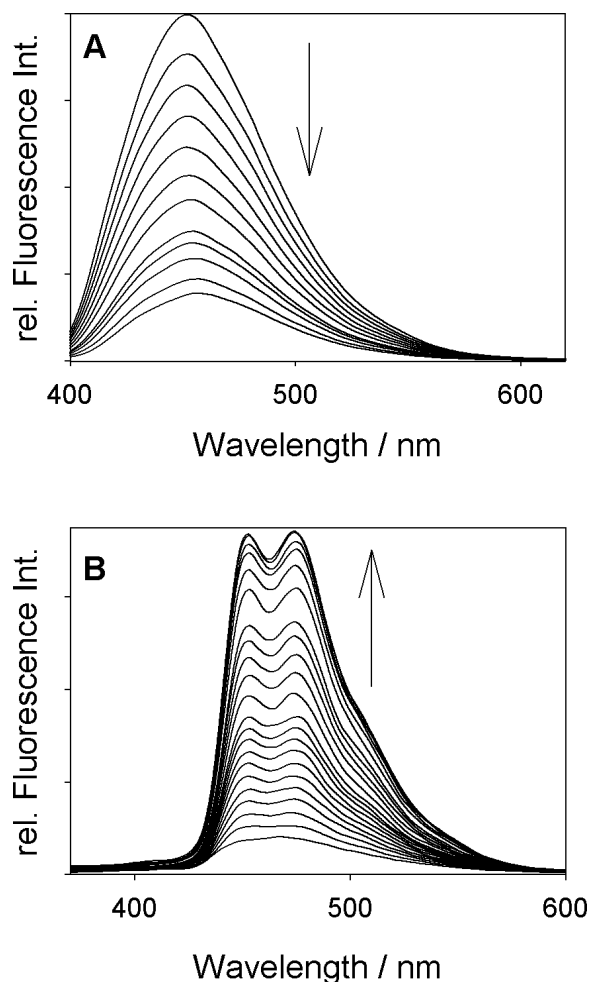 A
rel. Fluorescence Int.
400 500 600
Wavelength / nm
B
rel. Fluorescence Int.
400 500 600
Wavelength / nm